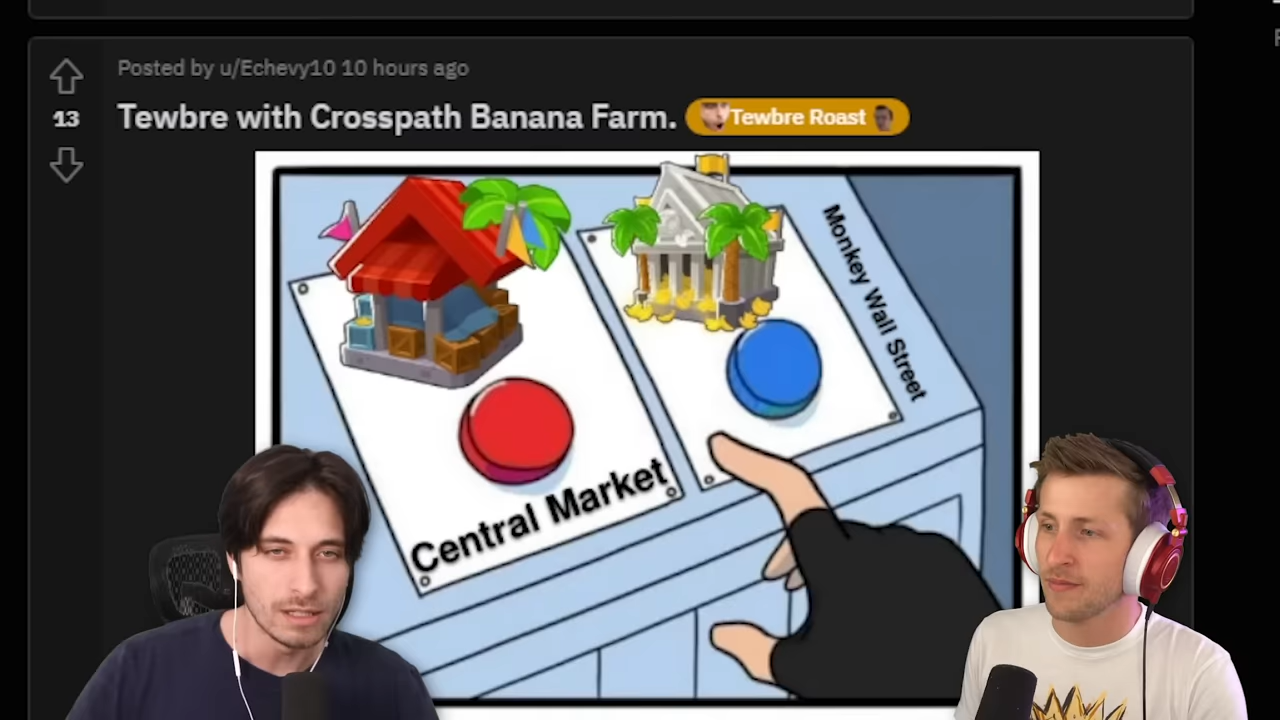 Posted by u/Echevy10 10 hours ago
13
Tewbre with Crosspath Banana Farm.
Tewbre Roast
Monkey Wall Street
Central Market